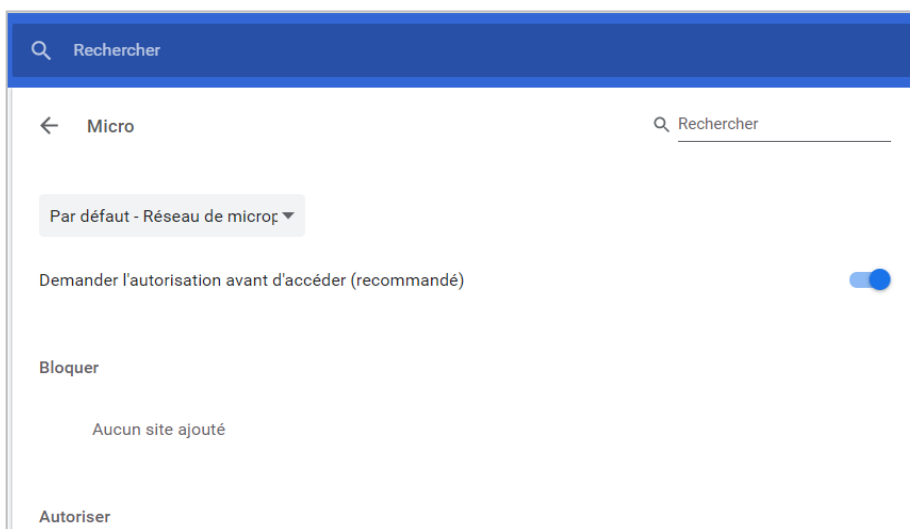 Rechercher
Micro
Rechercher
Par défaut - Réseau de microp
Demander l'autorisation avant d'accéder (recommandé)
Bloquer
Aucun site ajouté
Autoriser